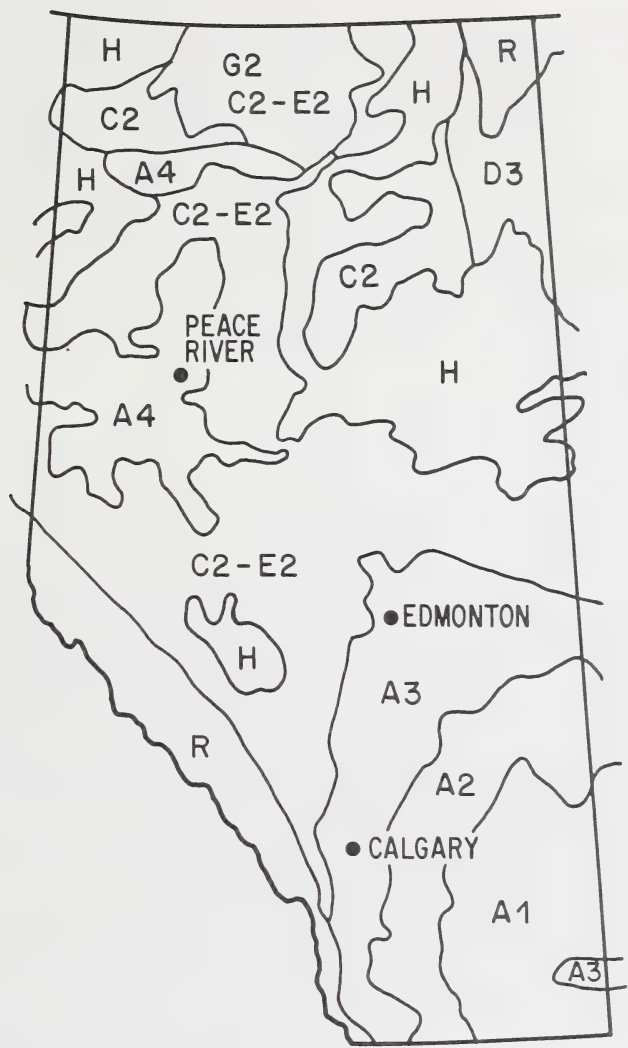 H
G2
C2-E2
H
R
C2
H
A4
D3
C2-E2
C2
PEACE
RIVER
H
A4
C2-E2
EDMONTON
H
A3
R
A2
CALGARY
A1
A3